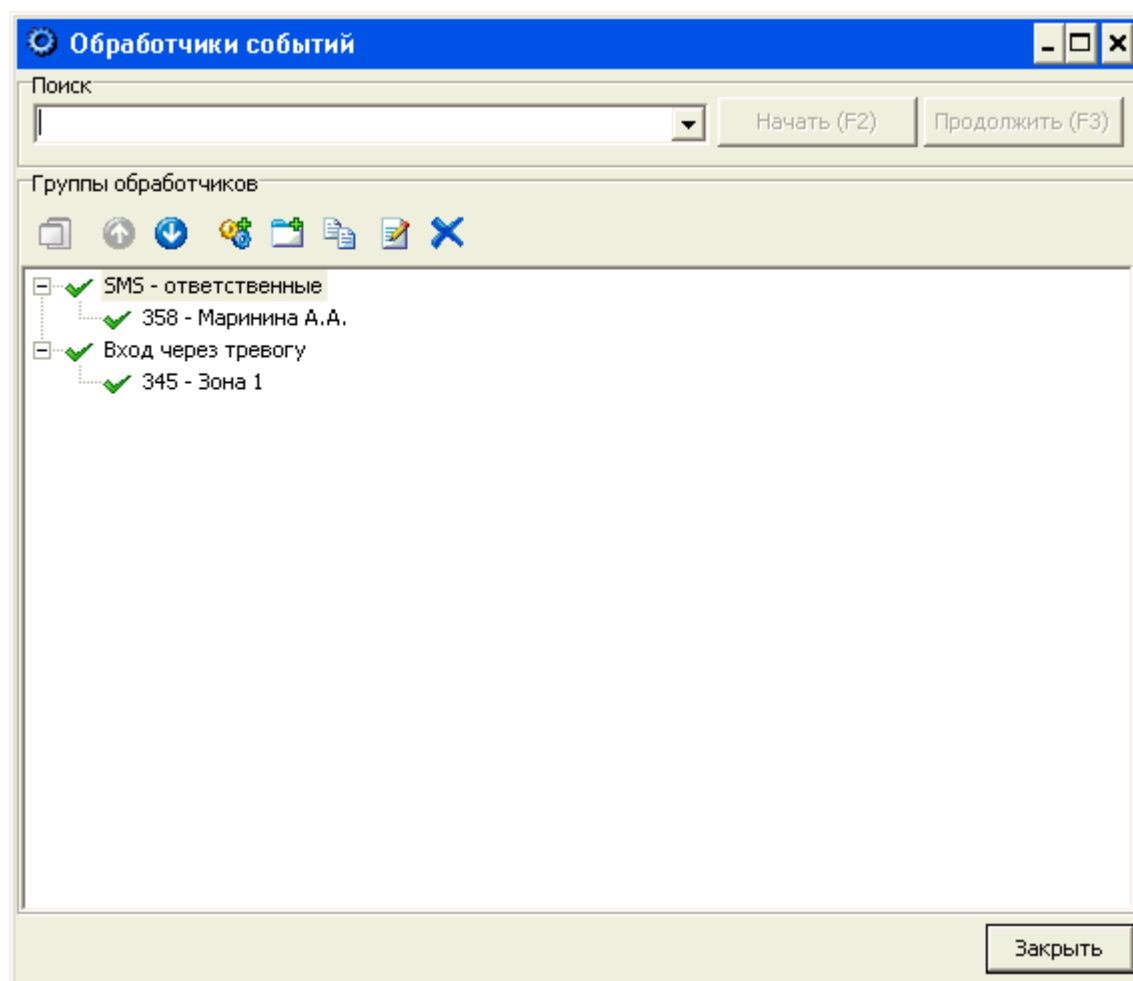 Обработчики событий
Поиск
Начать (F2) Продолжить (F3)
Группы обработчиков
SMS - ответственные
358 - Маринина А.А.
Вход через тревогу
345 - Зона 1
Закрыть